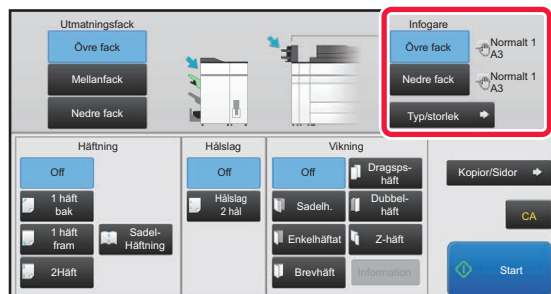 Utmatningsfack
Övre fack
Mellanfack
Nedre fack
Infogare
Övre fack
Normalt 1
A3
Nedre fack
Normalt 1
A3
Typ/storlek
Häftning
Off
1 häft
bak
1 häft
fram
Sadel-
Häftning
2Häft
Hålslag
Off
Hålslag
2 hål
Vikning
Off
Dragsps-
häft
Sadelh.
Dubbel-
häft
Enkelhäftat
Z-häft
Brevhäft
Information
Kopior/Sidor
CA
Start